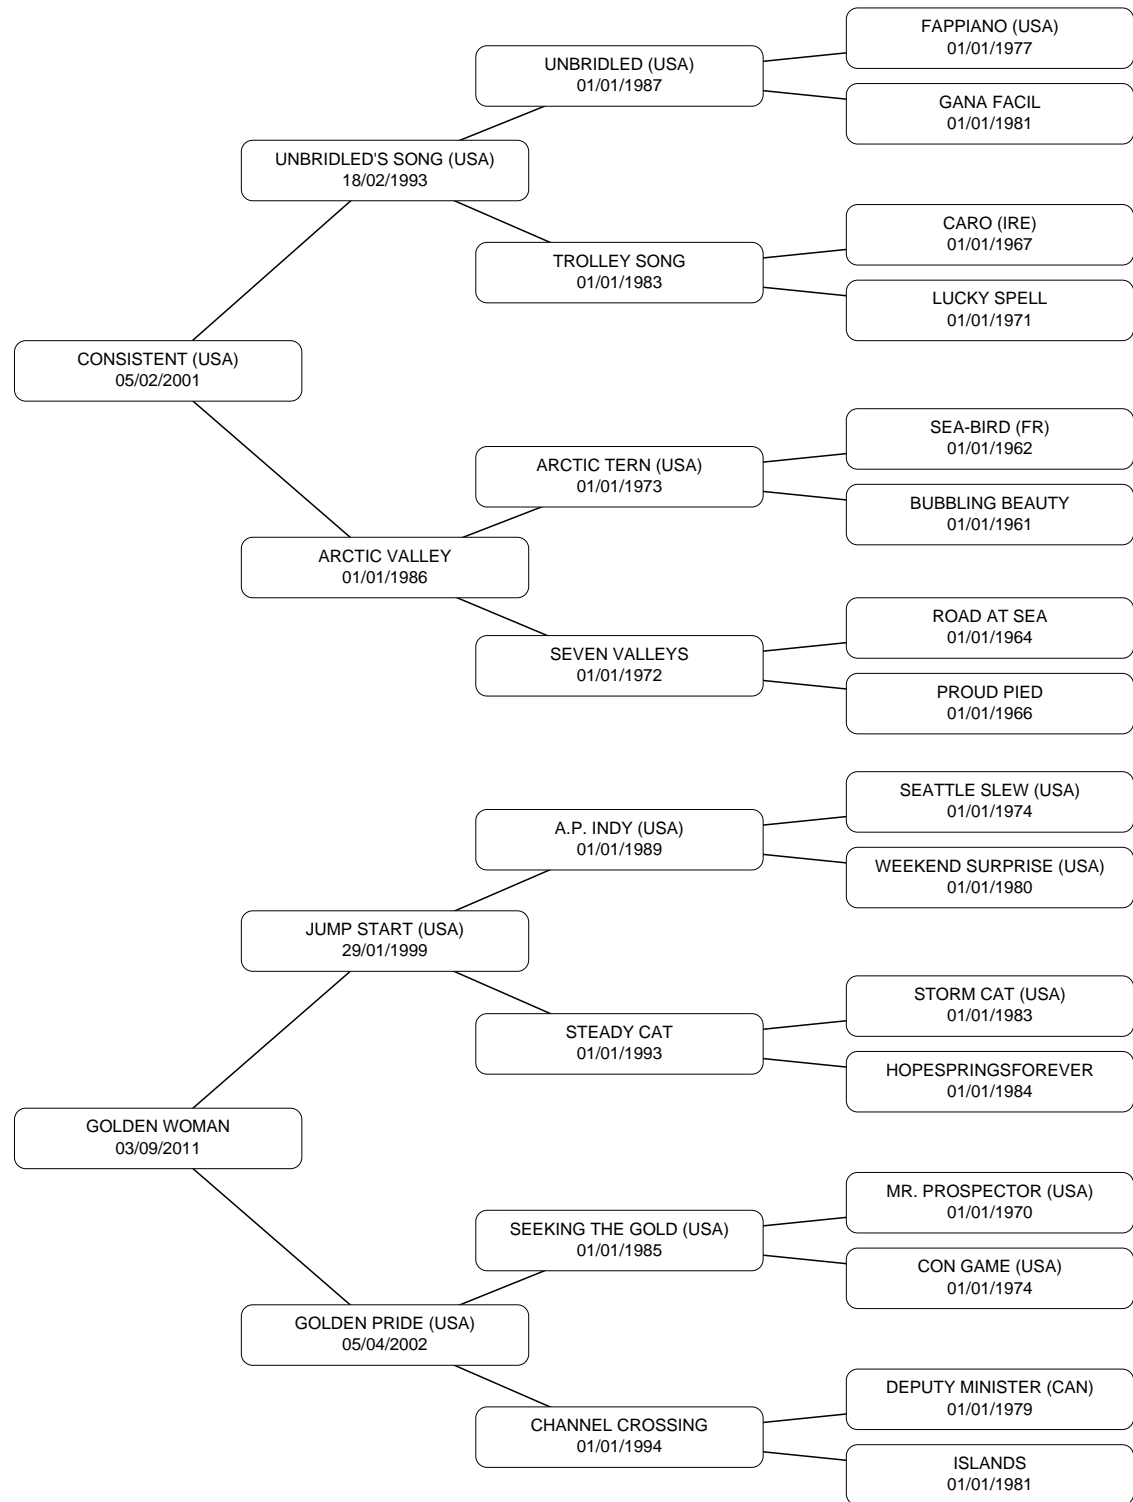 FAPPIANO (USA)
01/01/1977
UNBRIDLED (USA)
01/01/1987
GANA FACIL
01/01/1981
UNBRIDLED'S SONG (USA)
18/02/1993
CARO (IRE)
01/01/1967
TROLLEY SONG
01/01/1983
LUCKY SPELL
01/01/1971
CONSISTENT (USA)
05/02/2001
SEA-BIRD (FR)
01/01/1962
ARCTIC TERN (USA)
01/01/1973
BUBBLING BEAUTY
01/01/1961
ARCTIC VALLEY
01/01/1986
ROAD AT SEA
01/01/1964
SEVEN VALLEYS
01/01/1972
PROUD PIED
01/01/1966
SEATTLE SLEW (USA)
01/01/1974
A.P. INDY (USA)
01/01/1989
WEEKEND SURPRISE (USA)
01/01/1980
JUMP START (USA)
29/01/1999
STORM CAT (USA)
01/01/1983
STEADY CAT
01/01/1993
HOPESPRINGSFOREVER
01/01/1984
GOLDEN WOMAN
03/09/2011
MR. PROSPECTOR (USA)
01/01/1970
SEEKING THE GOLD (USA)
01/01/1985
CON GAME (USA)
01/01/1974
GOLDEN PRIDE (USA)
05/04/2002
DEPUTY MINISTER (CAN)
01/01/1979
CHANNEL CROSSING
01/01/1994
ISLANDS
01/01/1981